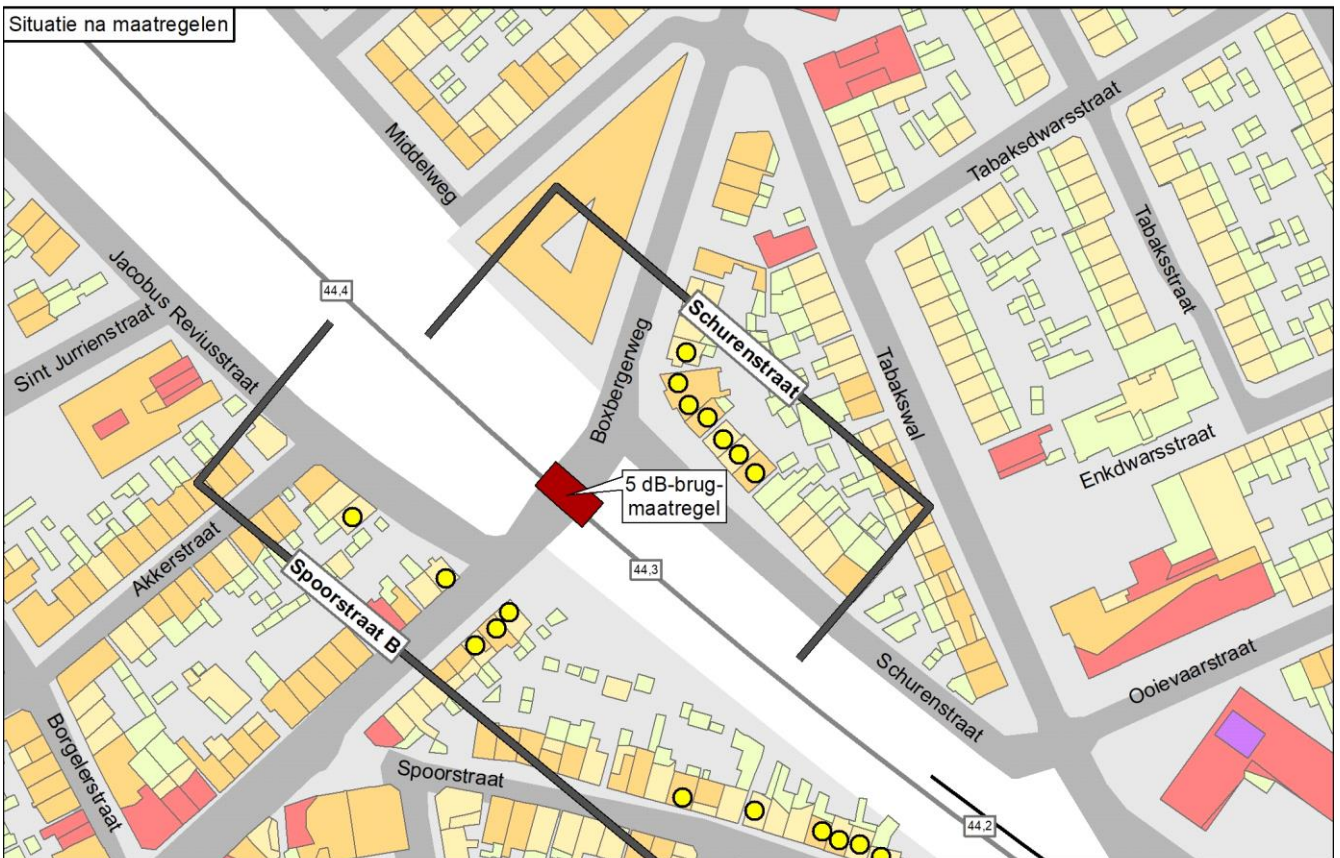 Situatie na maatregelen
Middelweg
Tabaksdwarsstraat
Tabaksstraat
Jacobus Reviusstraat
44,4
Sint Jurrienstraat
Schurenstraat
Boxbergerweg
Tabakswal
Enkdwarsstraat
5 dB-brug-
maatregel
Akkerstraat
44,3
Spoorstraat B
Schurenstraat
Ooievaarstraat
Borgelerstraat
Spoorstraat
44,2